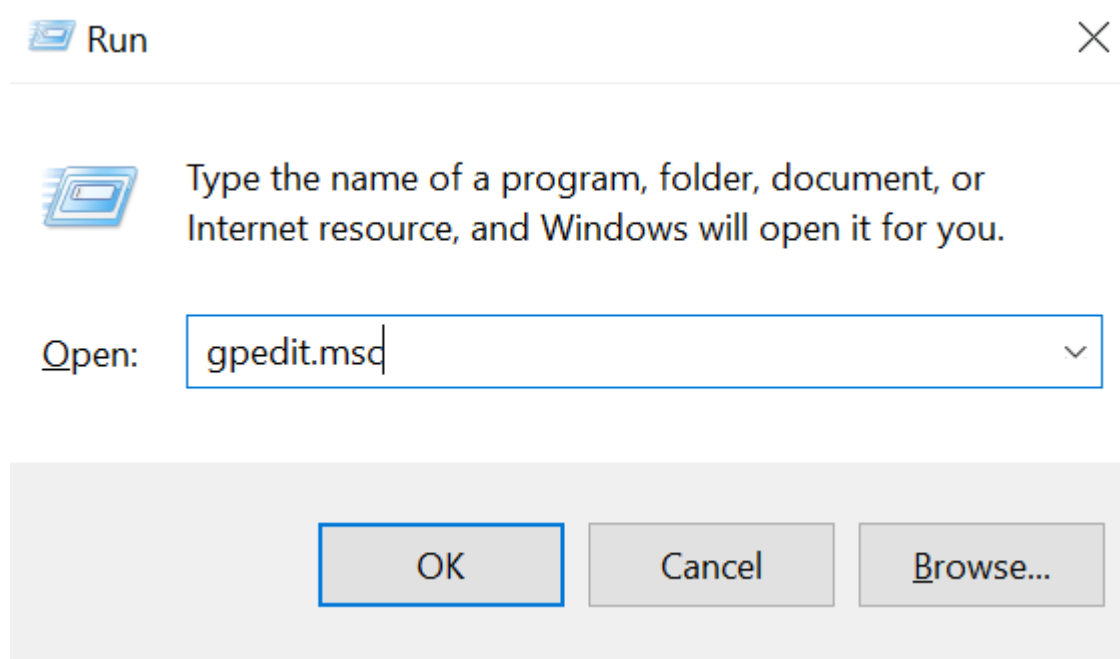 Run
Type the name of a program, folder, document, or
Internet resource, and Windows will open it for you.
Open: gpedit.msc
OK Cancel Browse...